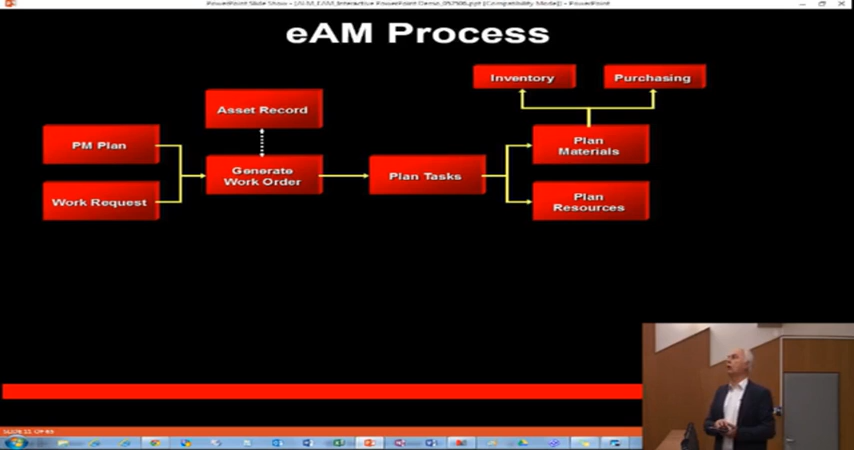 eAM Process
Inventory
Purchasing
Asset Record
PM Plan
Plan
Materials
Generate
Work Order
Plan Tasks
Work Request
Plan
Resources